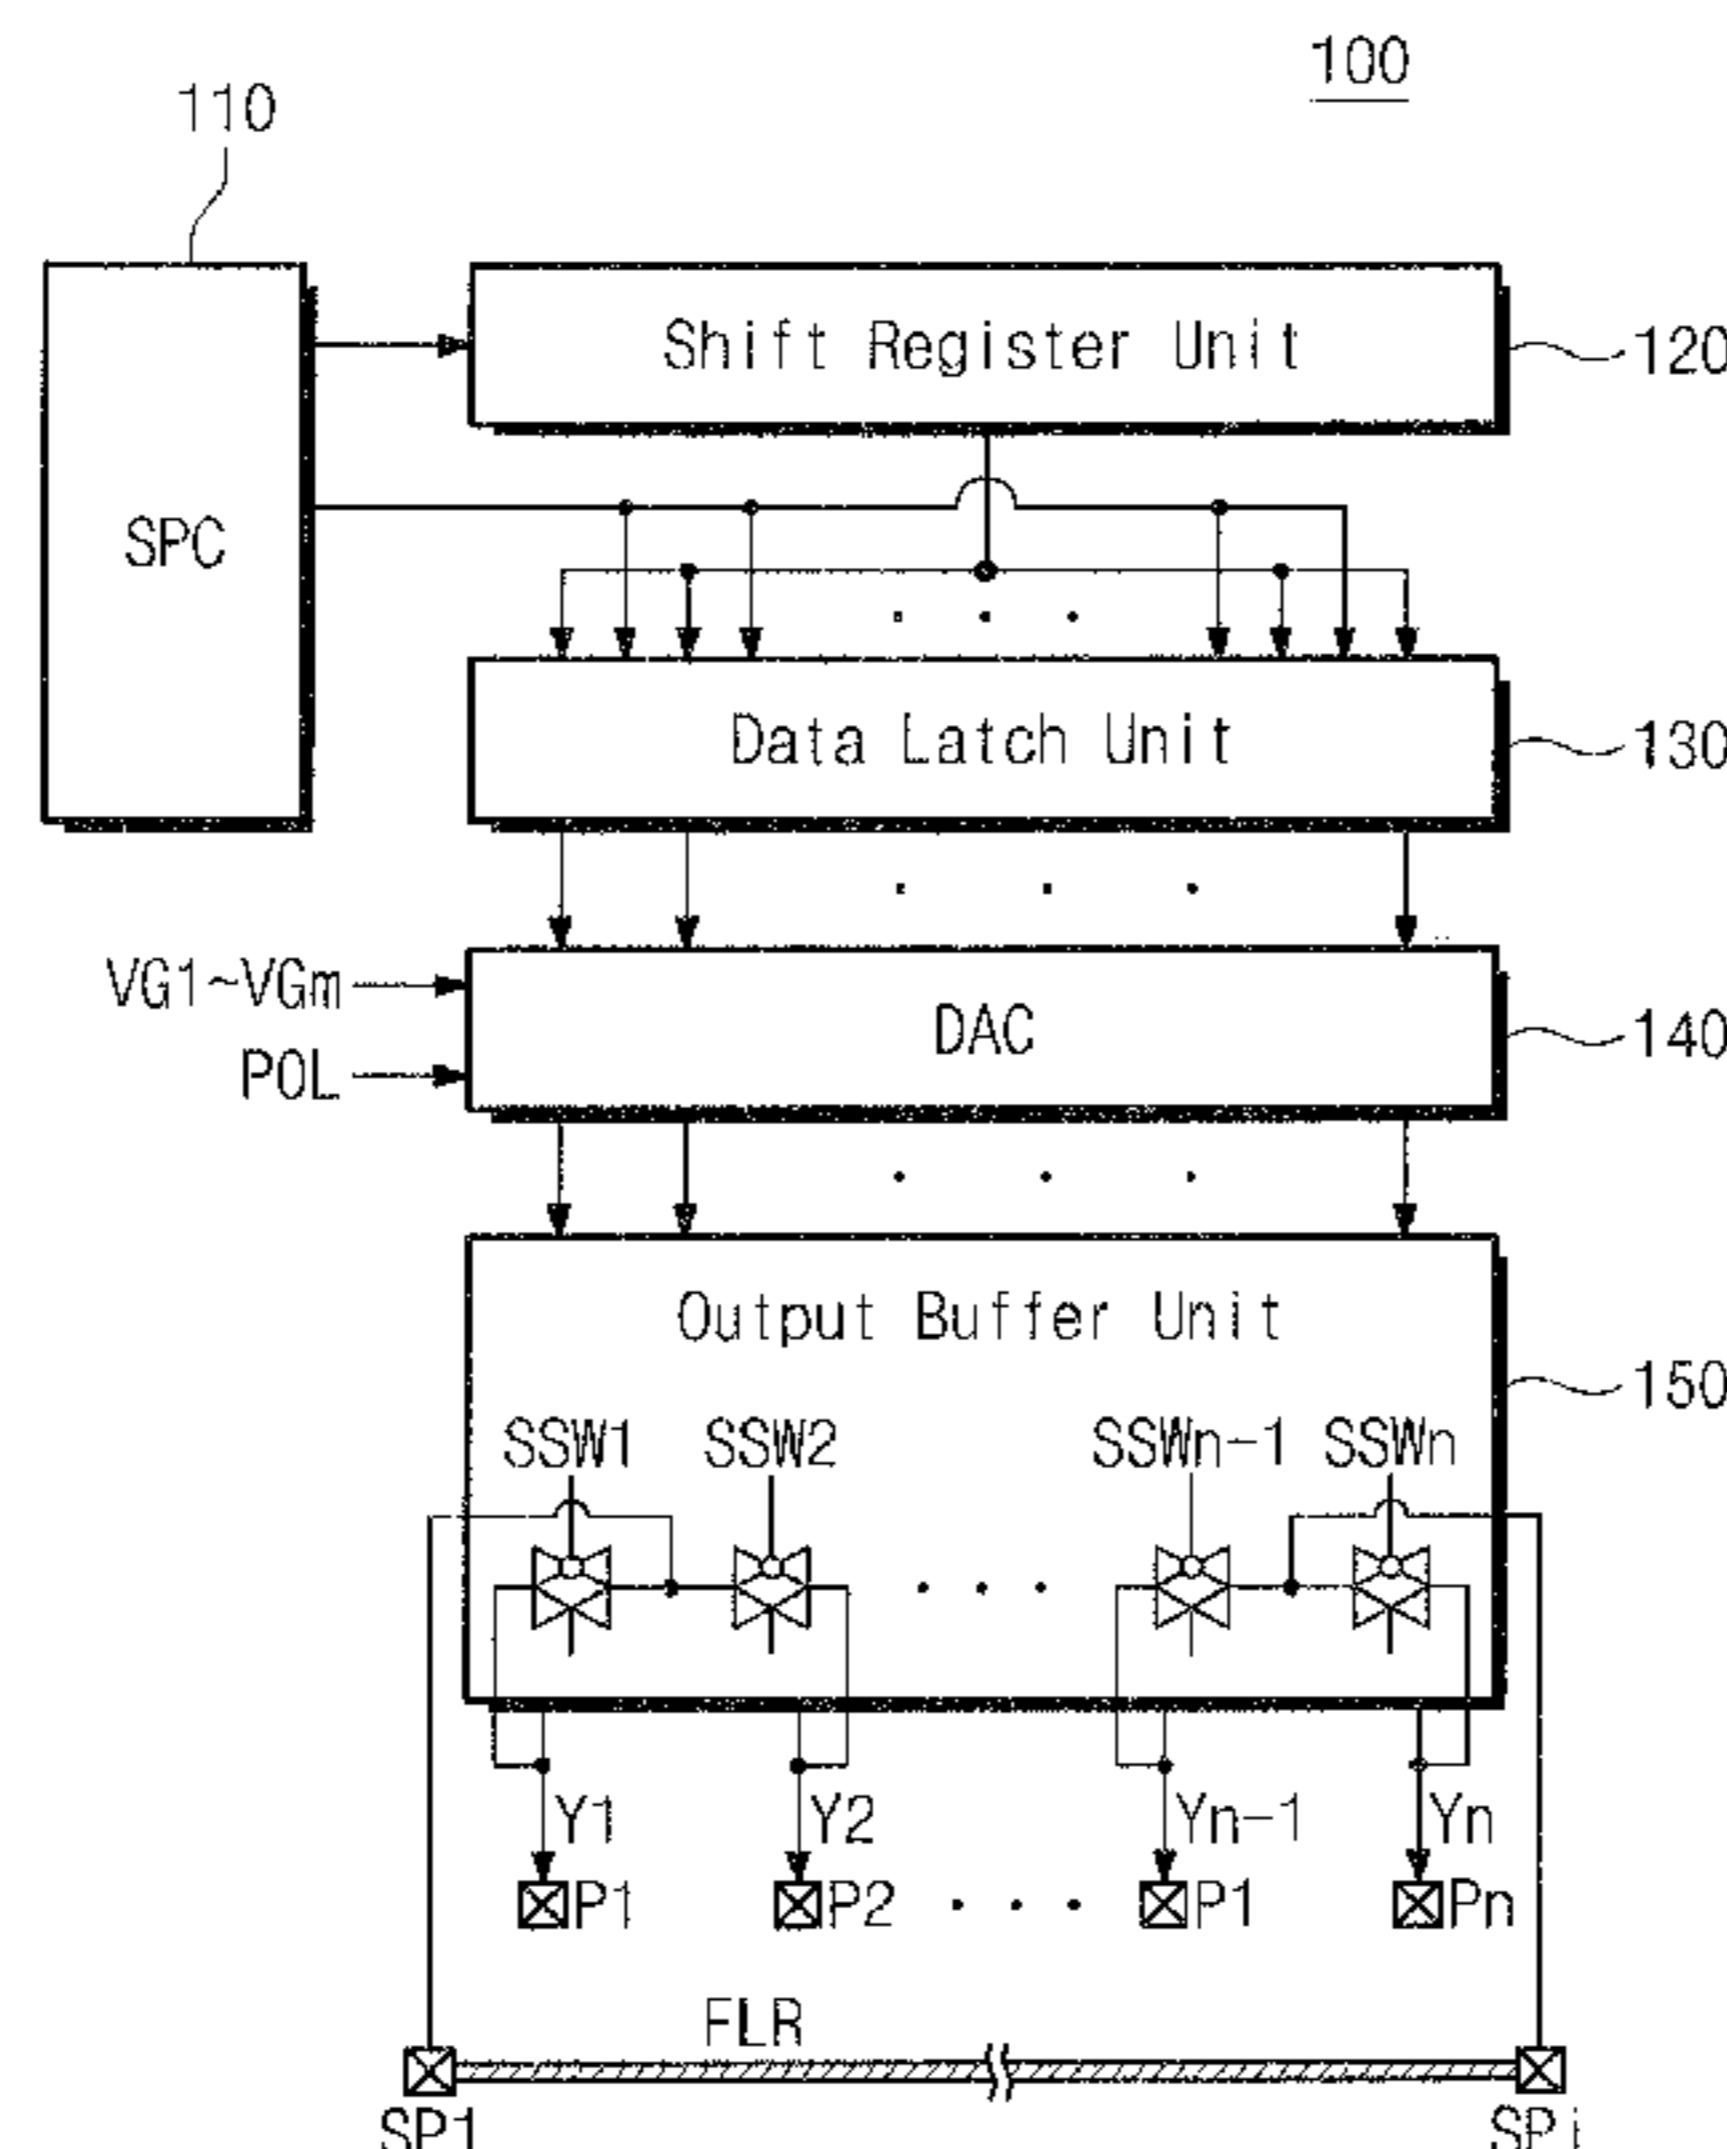 100
110
Shift Register Unit
120
SPC
Data Latch Unit
130
VG1~VGm
DAC
POL
140
Output Buffer Unit
150
SSW1 SSW2 SSWn-1 SSWn
Y1 Y2 Yn-1 Yn
P1 P2 P1 Pn
FLR
SP1